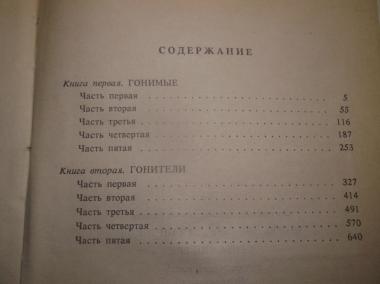 СОДЕРЖАНИЕ
Книга первая. ГОНИМЫЕ
Часть первая . . . . . . . . . . . . . . . . . . . . 5
Часть вторая . . . . . . . . . . . . . . . . . . . . 55
Часть третья . . . . . . . . . . . . . . . . . . . . 116
Часть четвертая . . . . . . . . . . . . . . . . . . 187
Часть пятая . . . . . . . . . . . . . . . . . . . . 253
Книга вторая. ГОНИТЕЛИ
Часть первая . . . . . . . . . . . . . . . . . . . . 327
Часть вторая . . . . . . . . . . . . . . . . . . . . 414
Часть третья . . . . . . . . . . . . . . . . . . . . 491
Часть четвертая . . . . . . . . . . . . . . . . . . 570
Часть пятая . . . . . . . . . . . . . . . . . . . . 640